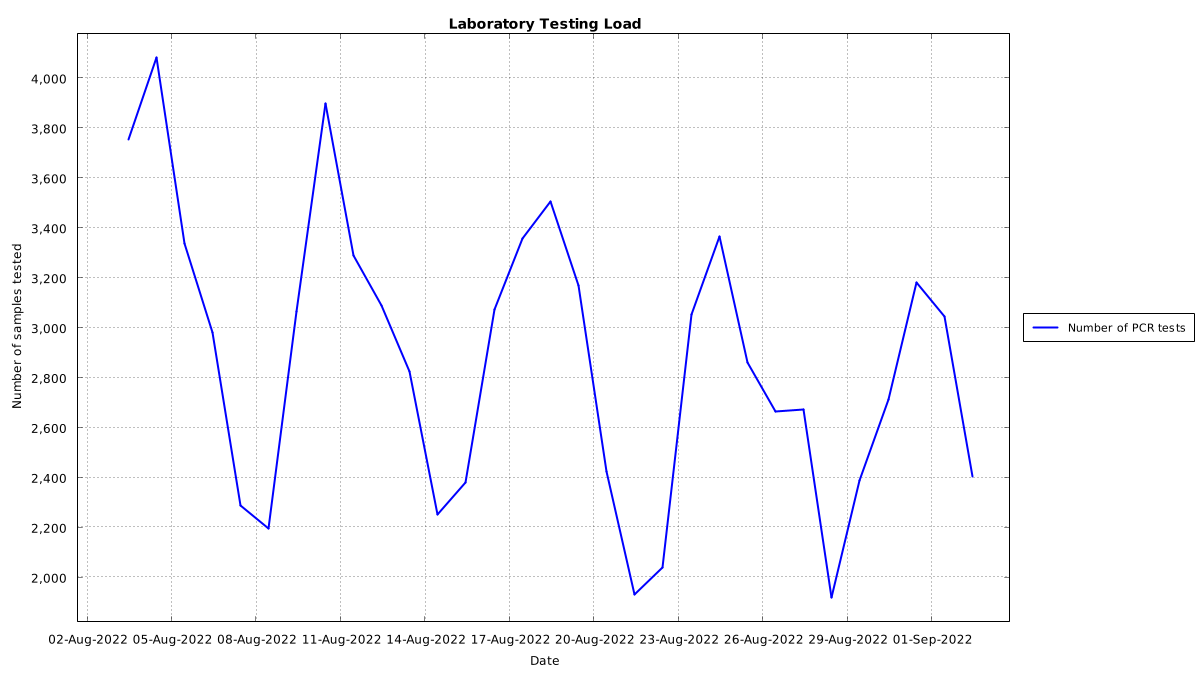 Laboratory Testing Load
4,000
3,800
3,600
3,400
3,200
3,000
2,800
2,600
2,400
2,200
2,000
Number of samples tested
02-Aug-2022 05-Aug-2022 08-Aug-2022 11-Aug-2022 14-Aug-2022 17-Aug-2022 20-Aug-2022 23-Aug-2022 26-Aug-2022 29-Aug-2022 01-Sep-2022
Date
Number of PCR tests